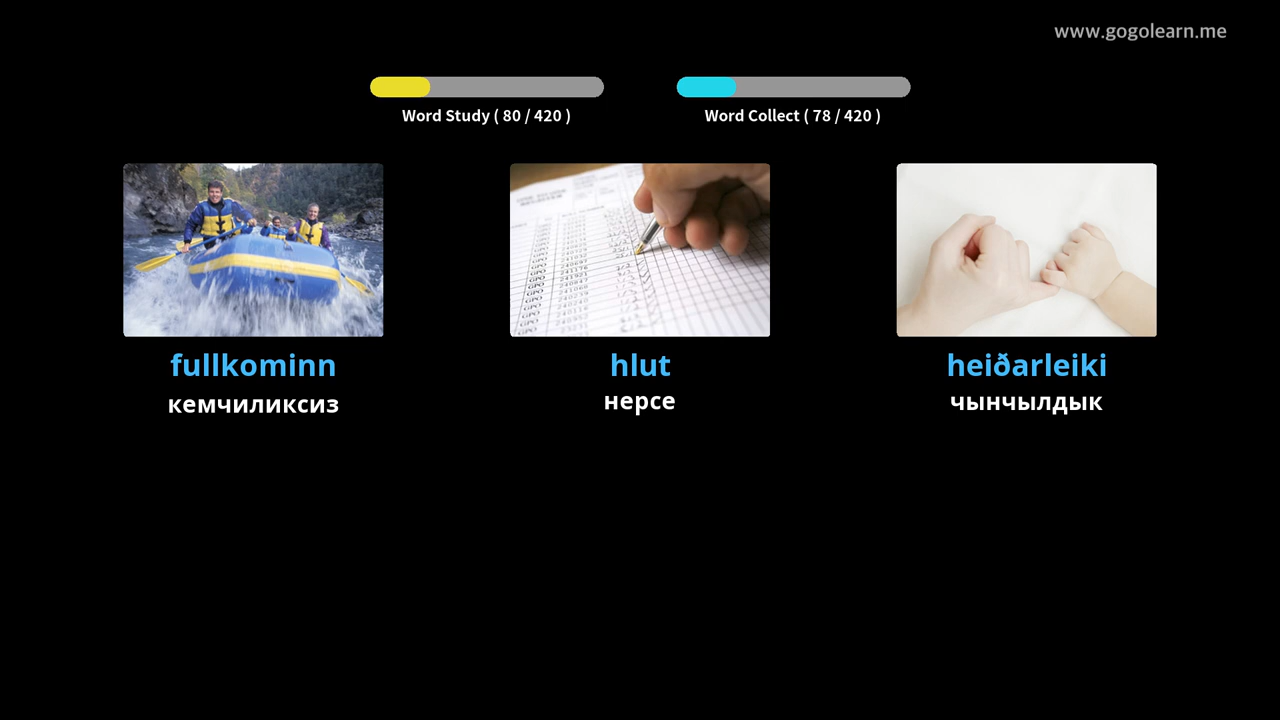 www.gogolearn.me
Word Study ( 80 / 420 )
Word Collect ( 78 / 420 )
fullkominn
кемчиликсиз
hlut
нерсе
heiðarleiki
чынчылдык